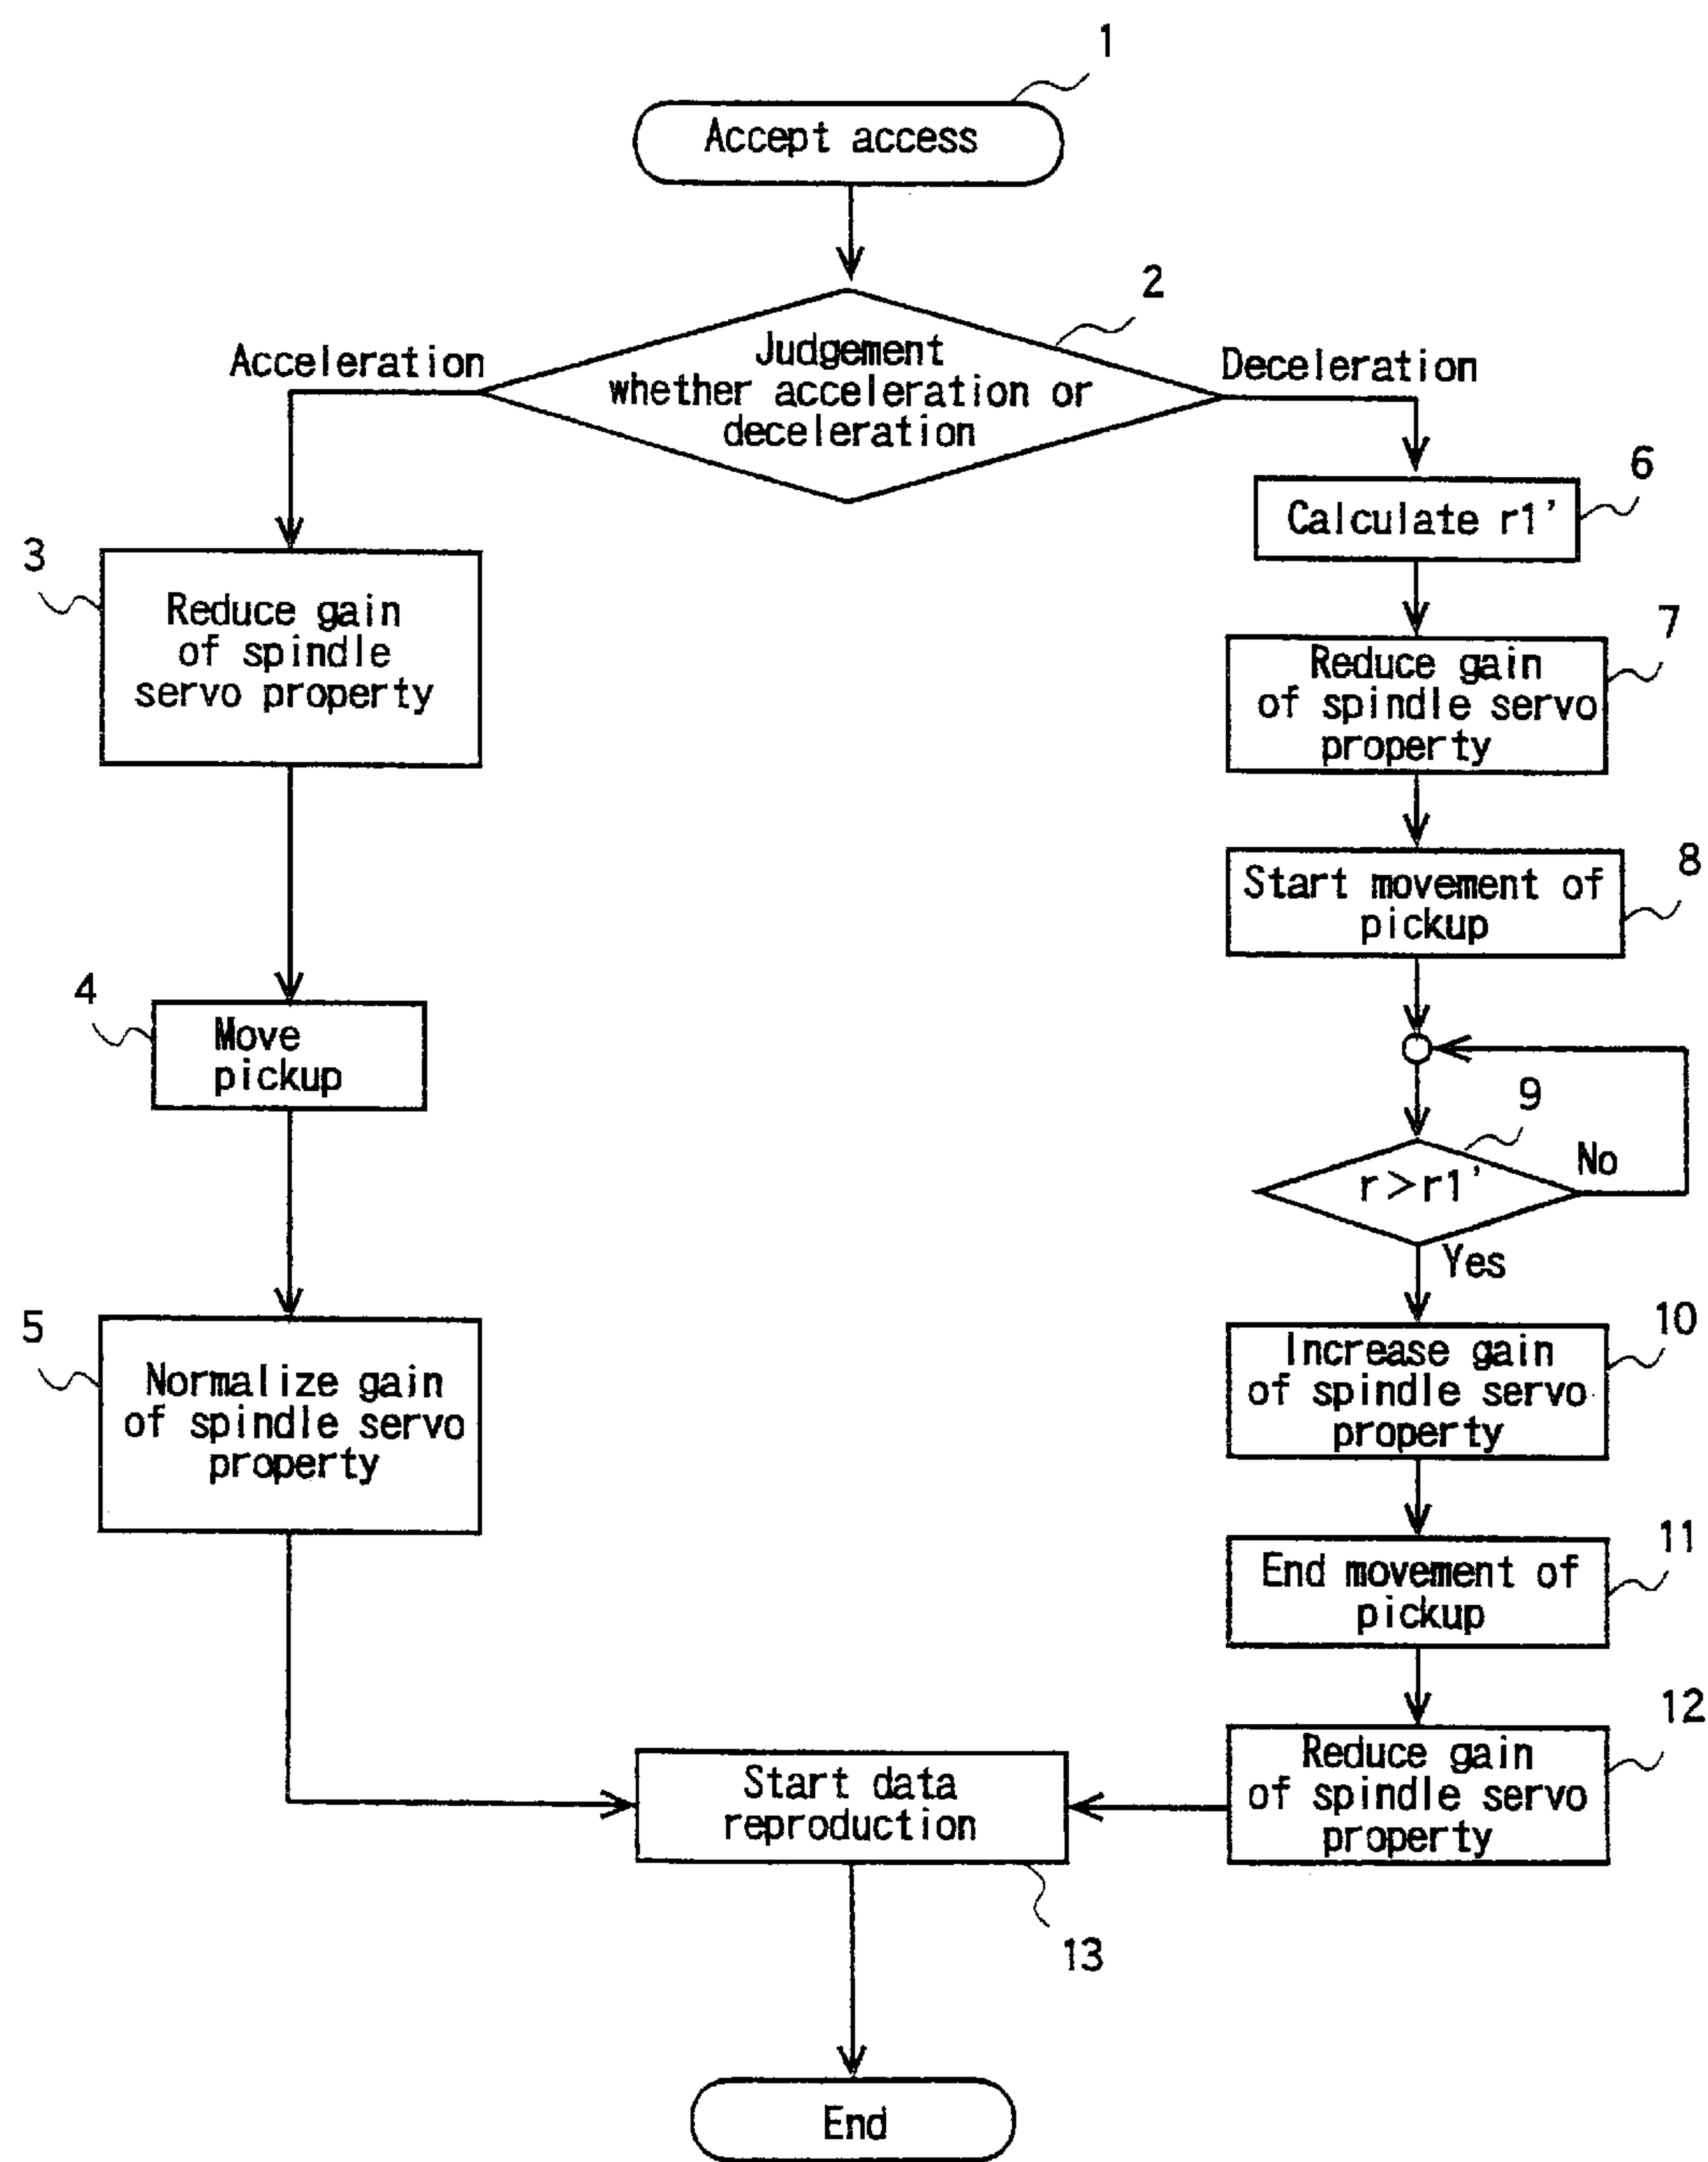 1
Accept access
2
Judgement
whether acceleration or
deceleration
Acceleration
Deceleration
3
Reduce gain
of spindle
servo property
4
Move
pickup
5
Normalize gain
of spindle servo
property
6
Calculate r1'
7
Reduce gain
of spindle servo
property
8
Start movement of
pickup
9
r>r1'
No
Yes
10
Increase gain
of spindle servo
property
11
End movement of
pickup
12
Reduce gain
of spindle servo
property
Start data
reproduction
13
End